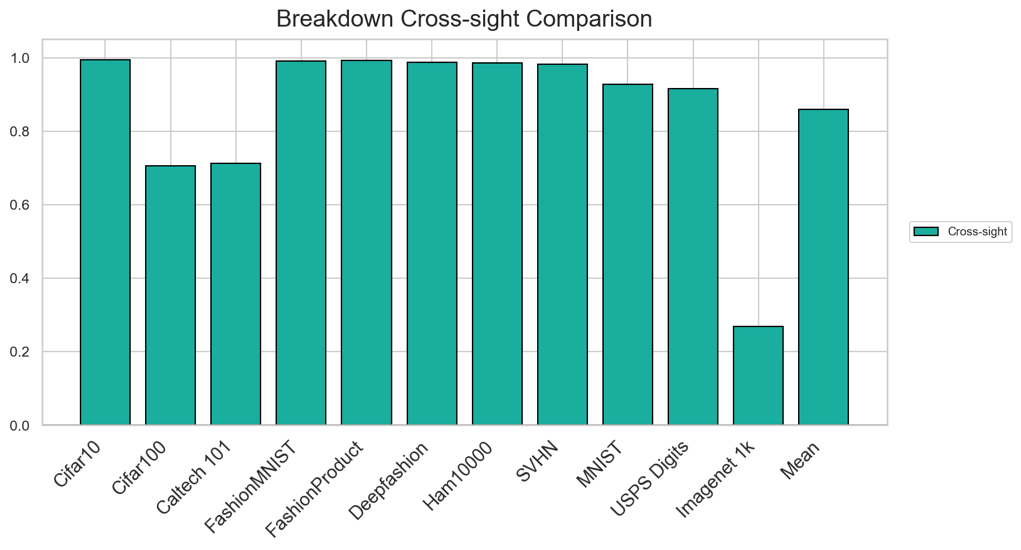 Breakdown Cross-sight Comparison
1.0
0.8
0.6
0.4
0.2
0.0
Cifar10
Cifar100
Caltech 101
FashionMNIST
FashionProduct
Deepfashion
Ham10000
SVHN
MNIST
USPS Digits
Imagenet 1k
Mean
Cross-sight